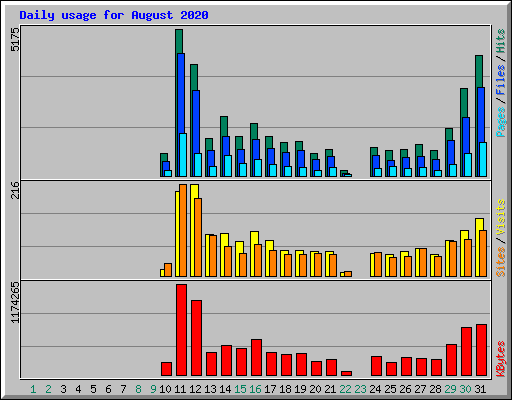 Daily usage for August 2020
5175
216
1174265
Pages / Files / Hits
Sites / Visits
KBytes
1 2 3 4 5 6 7 8 9 10 11 12 13 14 15 16 17 18 19 20 21 22 23 24 25 26 27 28 29 30 31